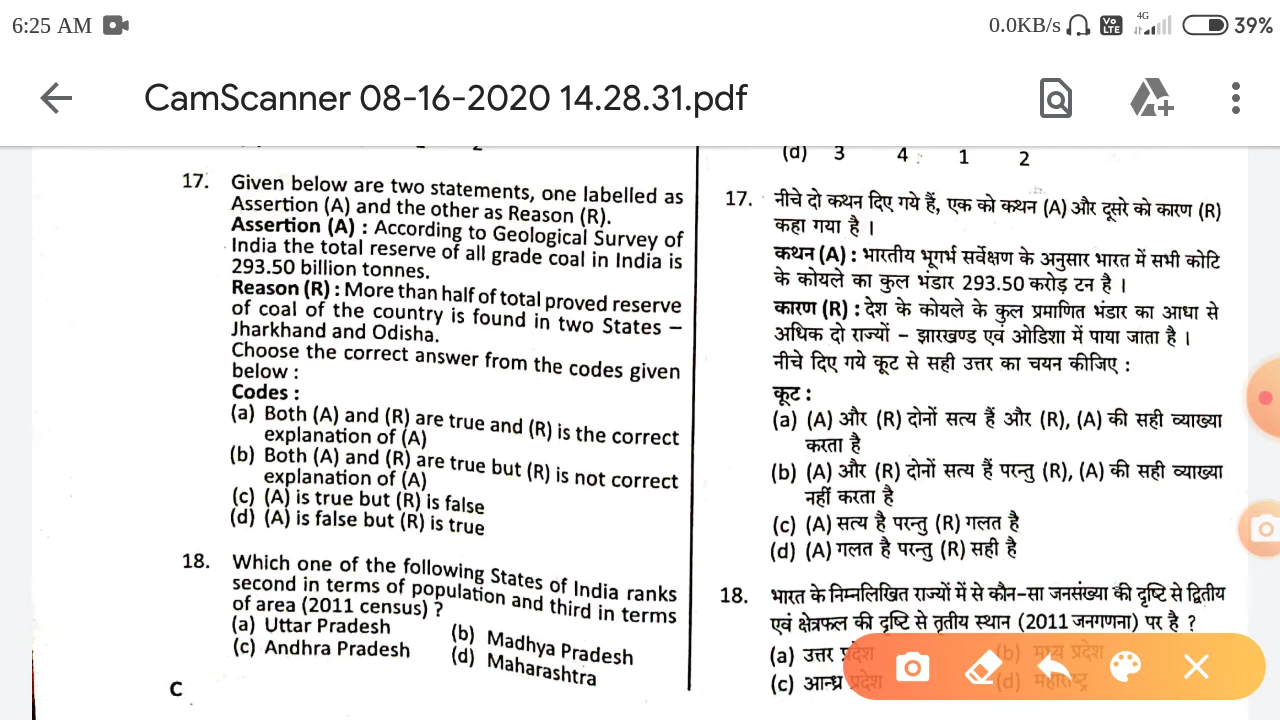 6:25 AM
0.0KB/s 4G 39%
CamScanner 08-16-2020 14.28.31.pdf
17. Given below are two statements, one labelled as
Assertion (A) and the other as Reason (R).
Assertion (A) : According to Geological Survey of
India the total reserve of all grade coal in India is
293.50 billion tonnes.
Reason (R) : More than half of total proved reserve
of coal of the country is found in two States –
Jharkhand and Odisha.
Choose the correct answer from the codes given
below :
Codes :
(a) Both (A) and (R) are true and (R) is the correct
explanation of (A)
(b) Both (A) and (R) are true but (R) is not correct
explanation of (A)
(c) (A) is true but (R) is false
(d) (A) is false but (R) is true
18. Which one of the following States of India ranks
second in terms of population and third in terms
of area (2011 census) ?
(a) Uttar Pradesh (b) Madhya Pradesh
(c) Andhra Pradesh (d) Maharashtra
C
(d) 3 4 1 2
17. नीचे दो कथन दिए गये हैं, एक को कथन (A) और दूसरे को कारण (R)
कहा गया है ।
कथन (A) : भारतीय भूगर्भ सर्वेक्षण के अनुसार भारत में सभी कोटि
के कोयले का कुल भंडार 293.50 करोड़ टन है ।
कारण (R) : देश के कोयले के कुल प्रमाणित भंडार का आधा से
अधिक दो राज्यों – झारखण्ड एवं ओडिशा में पाया जाता है ।
नीचे दिए गये कूट से सही उत्तर का चयन कीजिए :
कूट :
(a) (A) और (R) दोनों सत्य हैं और (R), (A) की सही व्याख्या
करता है
(b) (A) और (R) दोनों सत्य हैं परन्तु (R), (A) की सही व्याख्या
नहीं करता है
(c) (A) सत्य है परन्तु (R) गलत है
(d) (A) गलत है परन्तु (R) सही है
18. भारत के निम्नलिखित राज्यों में से कौन-सा जनसंख्या की दृष्टि से द्वितीय
एवं क्षेत्रफल की दृष्टि से तृतीय स्थान (2011 जनगणना) पर है ?
(a) उत्तर प्रदेश (b) मध्य प्रदेश
(c) आन्ध्र प्रदेश (d) महाराष्ट्र